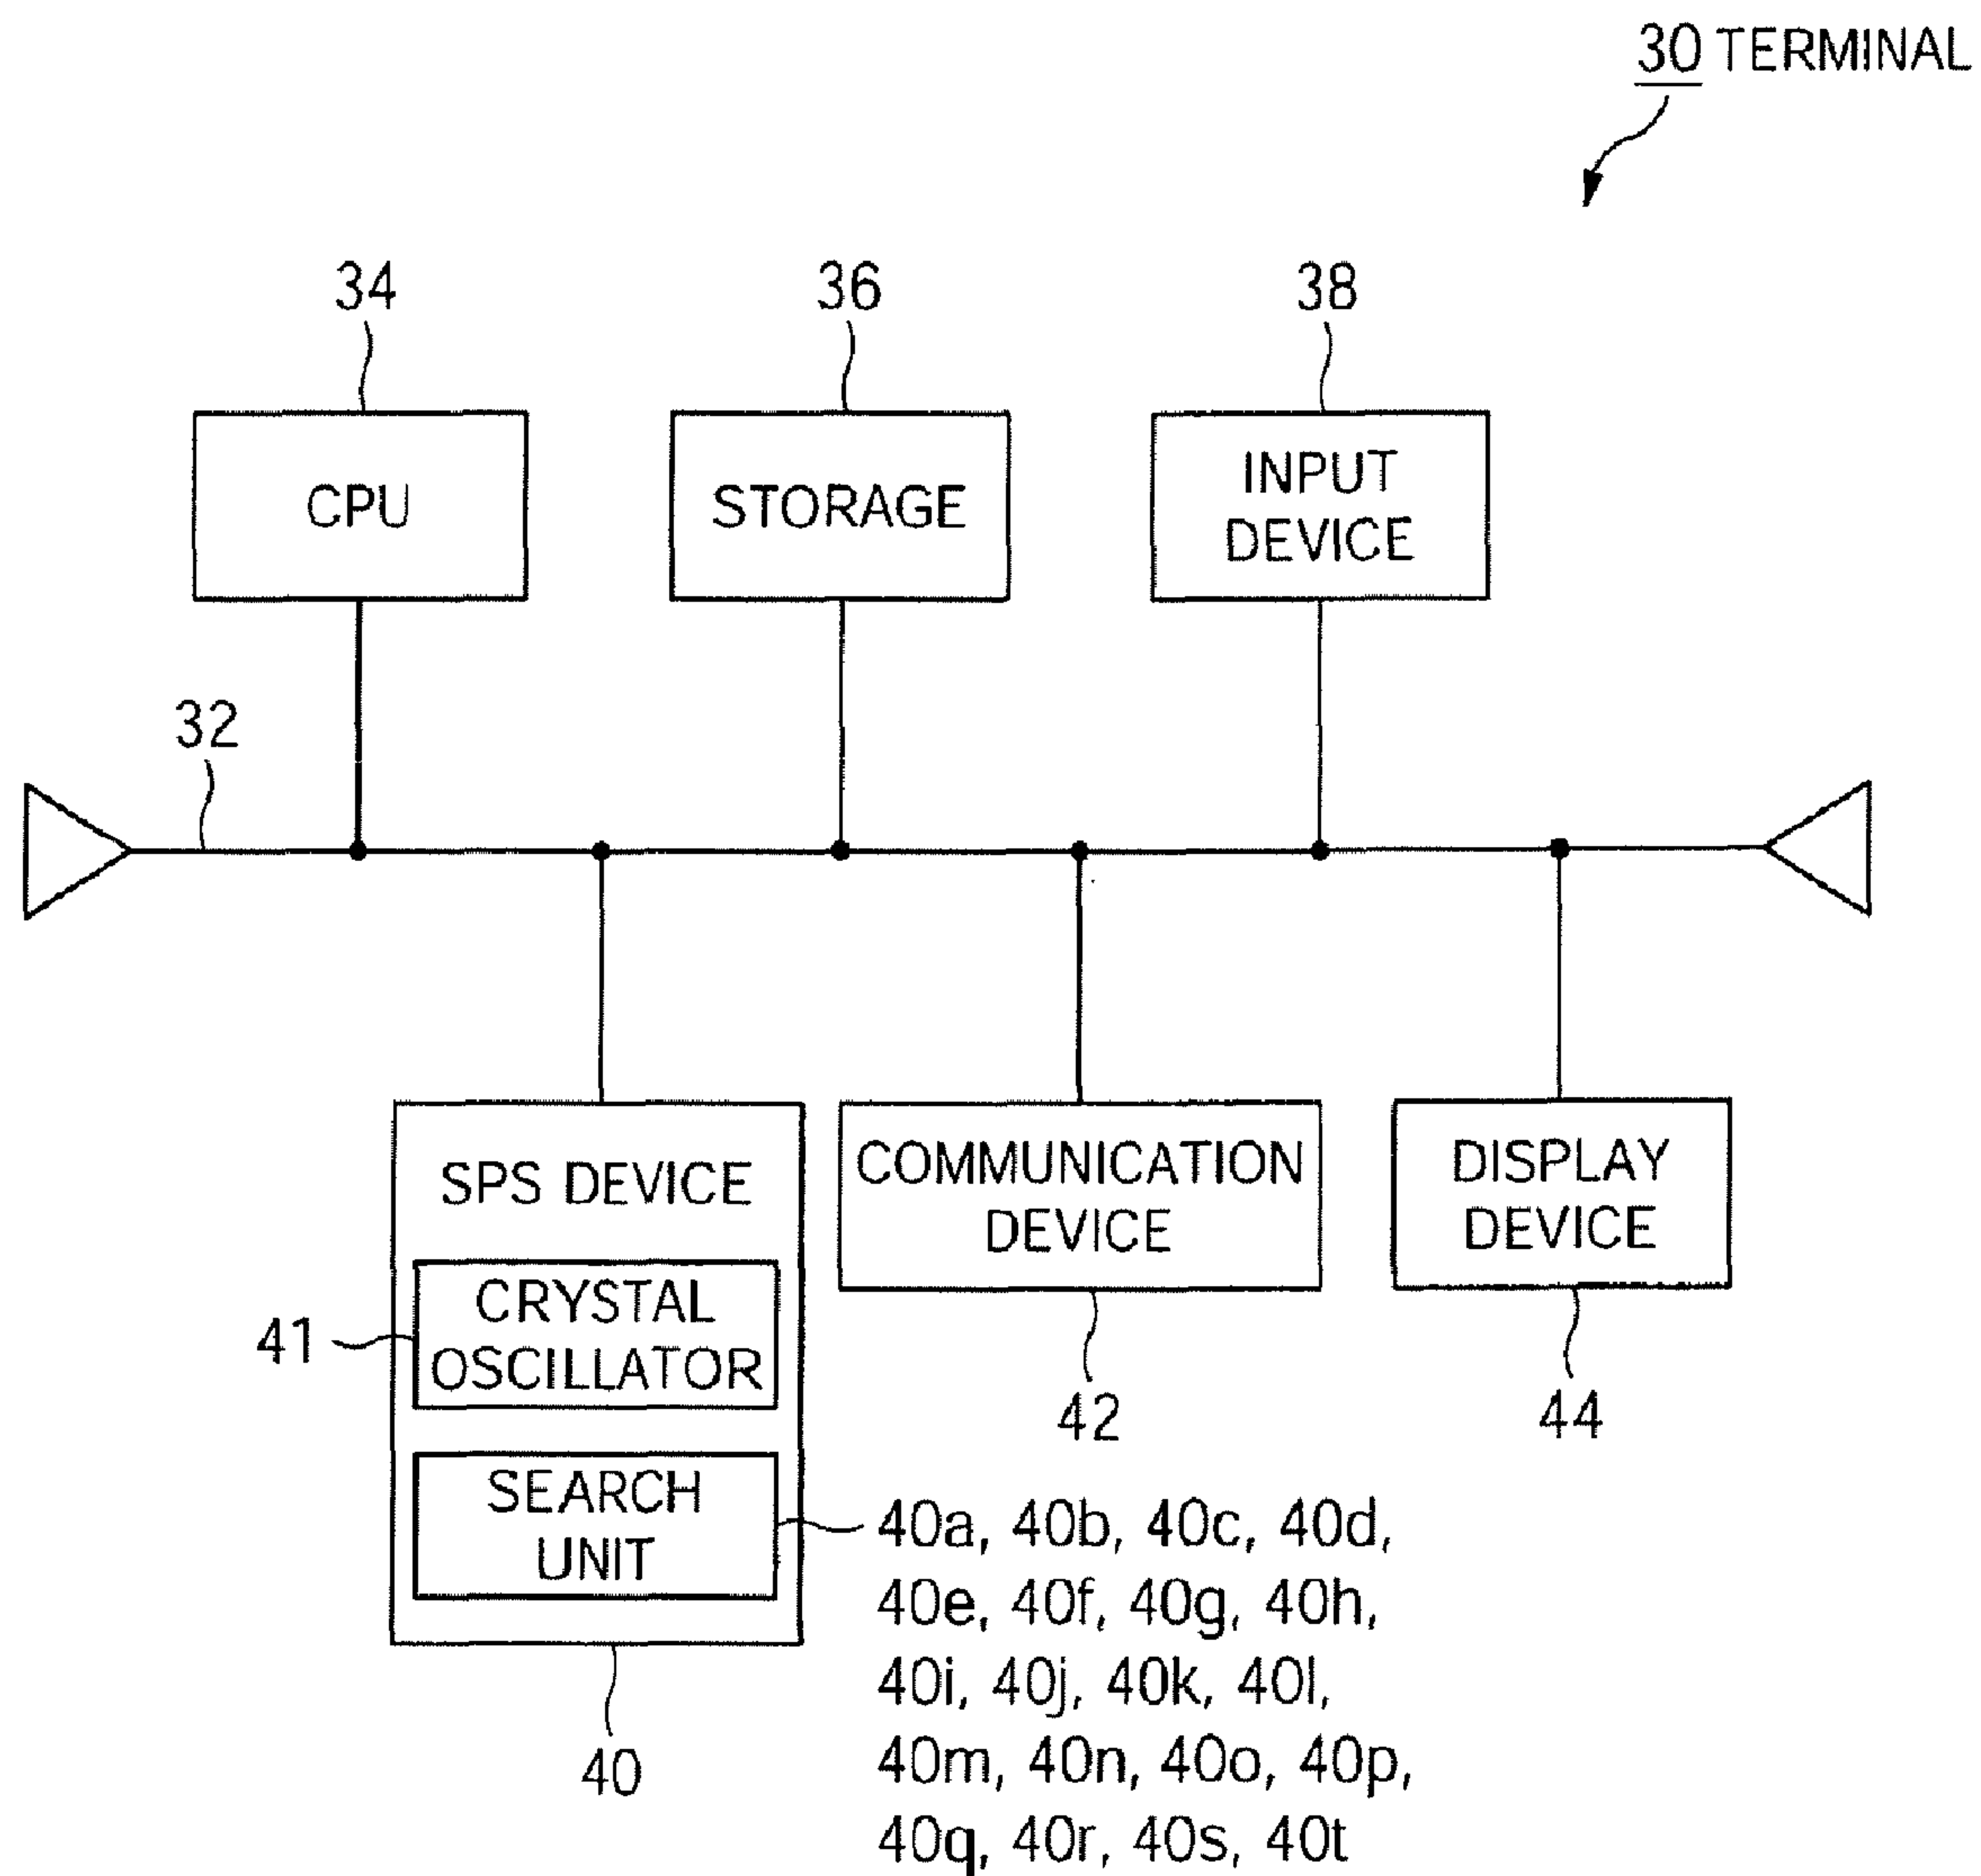 30 TERMINAL
34
36
38
CPU
STORAGE
INPUT
DEVICE
32
SPS DEVICE
CRYSTAL
OSCILLATOR
41
SEARCH
UNIT
40
COMMUNICATION
DEVICE
42
DISPLAY
DEVICE
44
40a, 40b, 40c, 40d,
40e, 40f, 40g, 40h,
40i, 40j, 40k, 40l,
40m, 40n, 40o, 40p,
40q, 40r, 40s, 40t